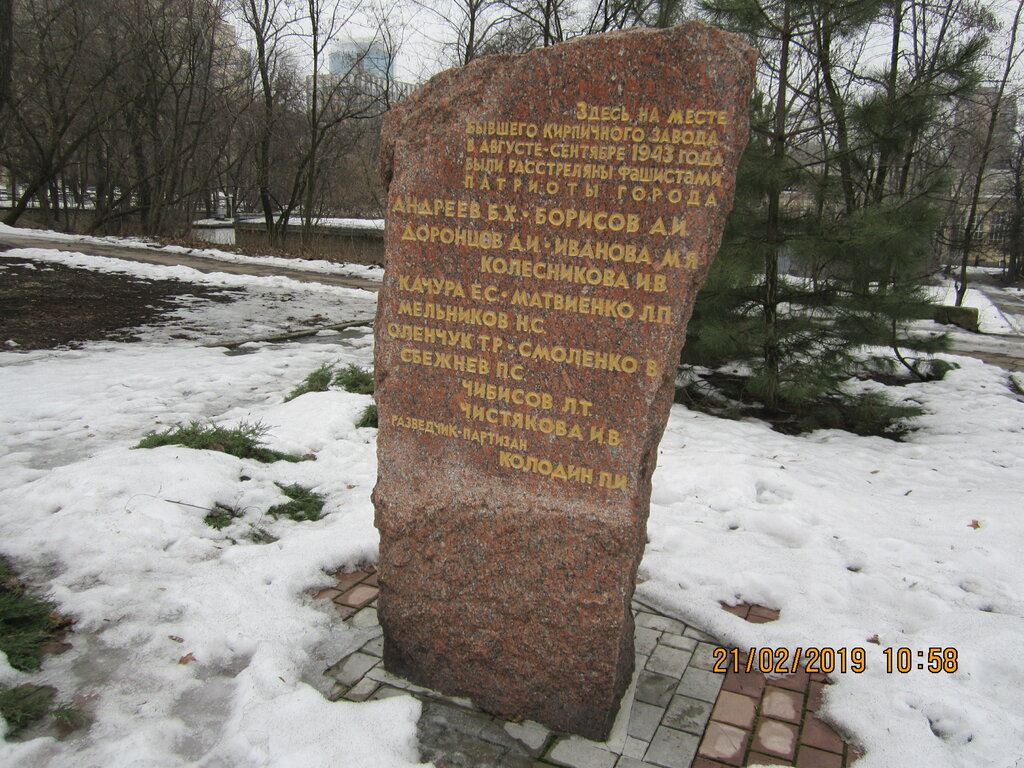 Здесь на месте
бывшего кирпичного завода
в августе-сентябре 1943 года
были расстреляны фашистами
патриоты города
Андреев Б.Х · Борисов А.И
Доронцов А.И · Иванова М.Я
Колесникова И.В
Качура Е.С · Матвиенко Л.П.
Мельников Н.С
Оленчук Т.Р. · Смоленко В
Сбежнев П.С
Чибисов Л.Т.
Чистякова И.В
разведчик-партизан
Колодин П.И
21/02/2019 10:58